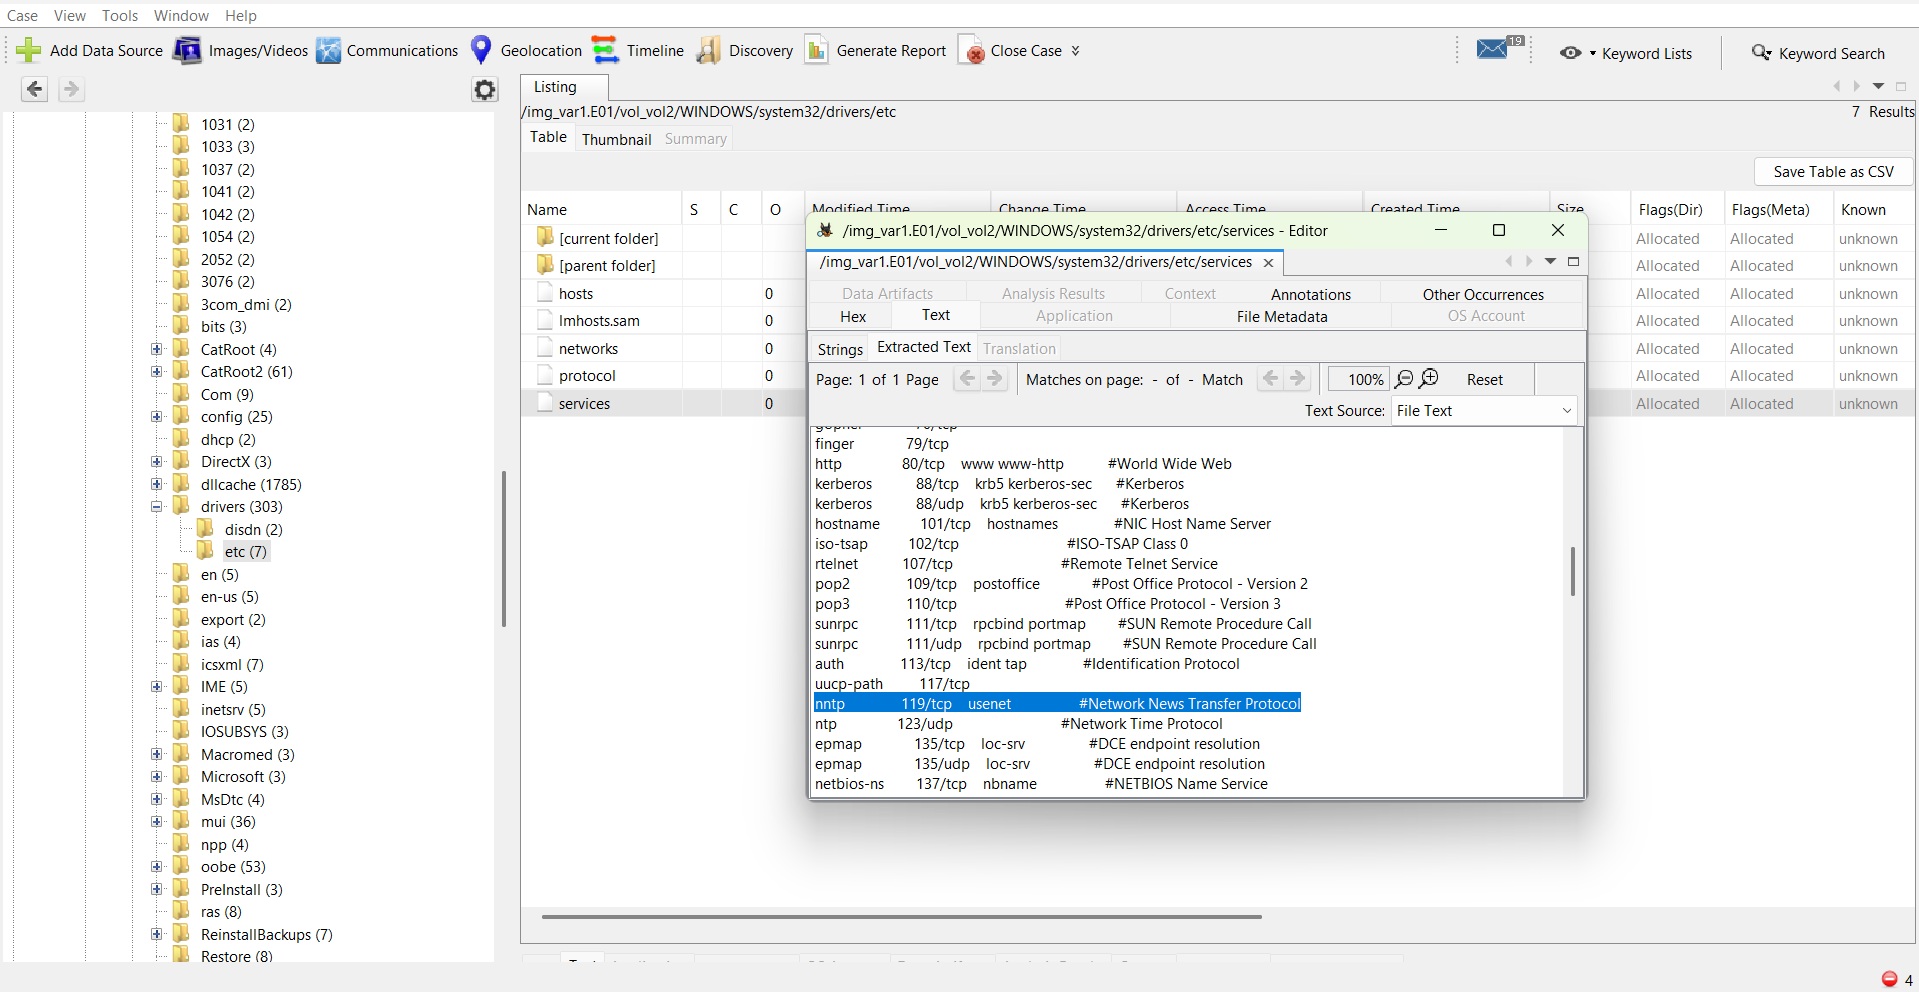 Case View Tools Window Help
Add Data Source Images/Videos Communications Geolocation Timeline Discovery Generate Report Close Case 19 Keyword Lists Keyword Search
Listing
/img_var1.E01/vol_vol2/WINDOWS/system32/drivers/etc 7 Results
Table Thumbnail Summary
Save Table as CSV
Name S C O Modified Time Change Time Access Time Created Time Size Flags(Dir) Flags(Meta) Known
[current folder] Allocated Allocated unknown
[parent folder] Allocated Allocated unknown
hosts 0 Allocated Allocated unknown
lmhosts.sam 0 Allocated Allocated unknown
networks 0 Allocated Allocated unknown
protocol 0 Allocated Allocated unknown
services 0 Allocated Allocated unknown
1031 (2)
1033 (3)
1037 (2)
1041 (2)
1042 (2)
1054 (2)
2052 (2)
3076 (2)
3com_dmi (2)
bits (3)
CatRoot (4)
CatRoot2 (61)
Com (9)
config (25)
dhcp (2)
DirectX (3)
dllcache (1785)
drivers (303)
disdn (2)
etc (7)
en (5)
en-us (5)
export (2)
ias (4)
icsxml (7)
IME (5)
inetsrv (5)
IOSUBSYS (3)
Macromed (3)
Microsoft (3)
MsDtc (4)
mui (36)
npp (4)
oobe (53)
PreInstall (3)
ras (8)
ReinstallBackups (7)
Restore (8)
/img_var1.E01/vol_vol2/WINDOWS/system32/drivers/etc/services - Editor
/img_var1.E01/vol_vol2/WINDOWS/system32/drivers/etc/services
Data Artifacts Analysis Results Context Annotations Other Occurrences
Hex Text Application File Metadata OS Account
Strings Extracted Text Translation
Page: 1 of 1 Page Matches on page: - of - Match 100% Reset
Text Source: File Text
gopher 70/tcp
finger 79/tcp
http 80/tcp www www-http #World Wide Web
kerberos 88/tcp krb5 kerberos-sec #Kerberos
kerberos 88/udp krb5 kerberos-sec #Kerberos
hostname 101/tcp hostnames #NIC Host Name Server
iso-tsap 102/tcp #ISO-TSAP Class 0
rtelnet 107/tcp #Remote Telnet Service
pop2 109/tcp postoffice #Post Office Protocol - Version 2
pop3 110/tcp #Post Office Protocol - Version 3
sunrpc 111/tcp rpcbind portmap #SUN Remote Procedure Call
sunrpc 111/udp rpcbind portmap #SUN Remote Procedure Call
auth 113/tcp ident tap #Identification Protocol
uucp-path 117/tcp
nntp 119/tcp usenet #Network News Transfer Protocol
ntp 123/udp #Network Time Protocol
epmap 135/tcp loc-srv #DCE endpoint resolution
epmap 135/udp loc-srv #DCE endpoint resolution
netbios-ns 137/tcp nbname #NETBIOS Name Service
4